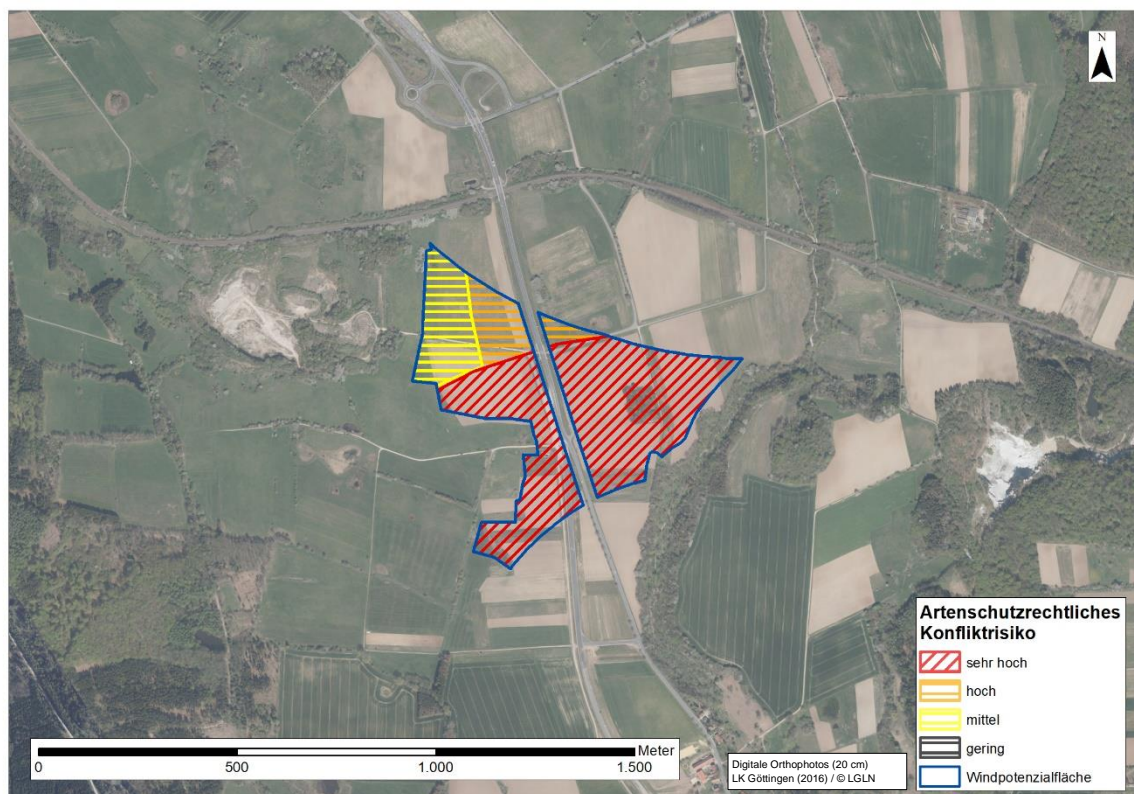 N
Artenschutzrechtliches
Konfliktrisiko
sehr hoch
hoch
mittel
gering
Windpotenzialfläche
Meter
0 500 1.000 1.500
Digitale Orthophotos (20 cm)
LK Göttingen (2016) / © LGLN